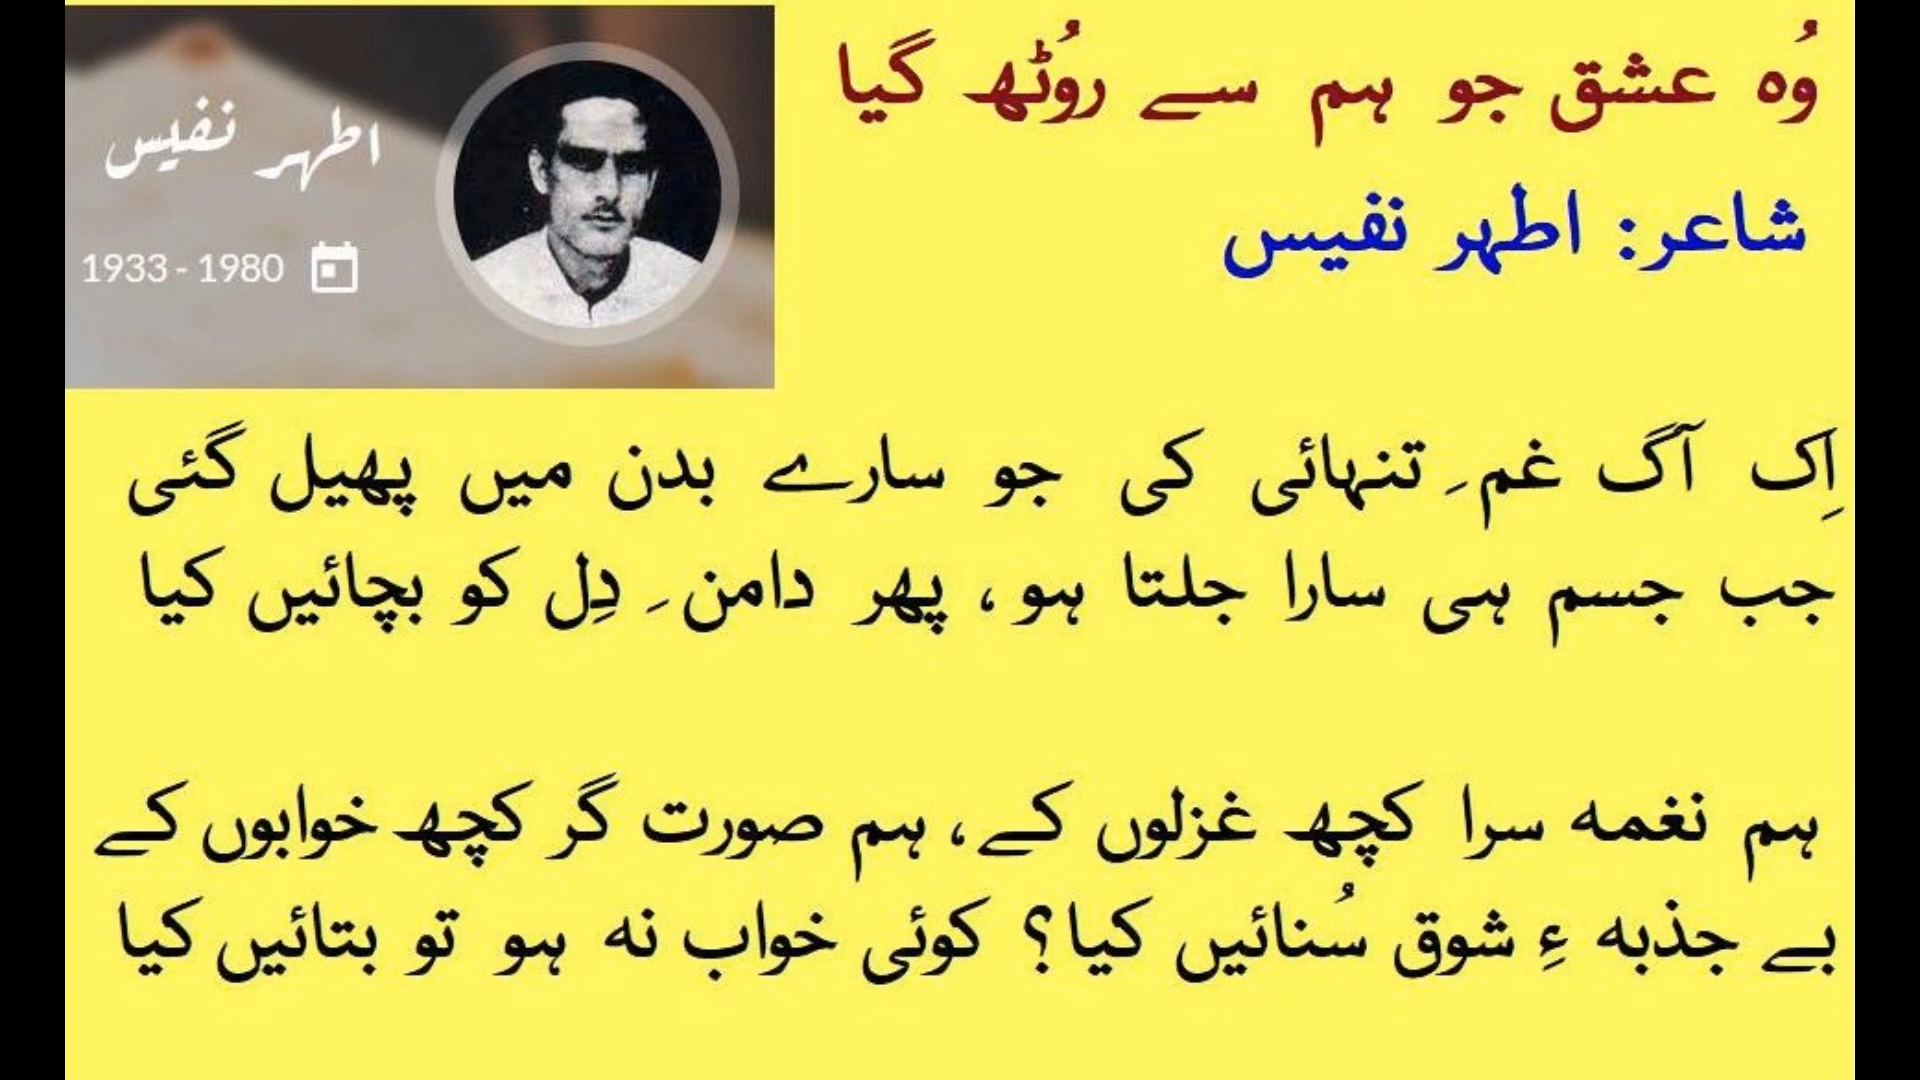 وُہ عشق جو ہم سے روُٹھ گیا
شاعر: اطہر نفیس
اطہر نفیس
1933 - 1980
اِک آگ غم ِ تنہائی کی جو سارے بدن میں پھیل گئی
جب جسم ہی سارا جلتا ہو، پھر دامن ِ دِل کو بچائیں کیا
ہم نغمہ سرا کچھ غزلوں کے، ہم صورت گر کچھ خوابوں کے
بے جذبہ ءِ شوق سُنائیں کیا؟ کوئی خواب نہ ہو تو بتائیں کیا